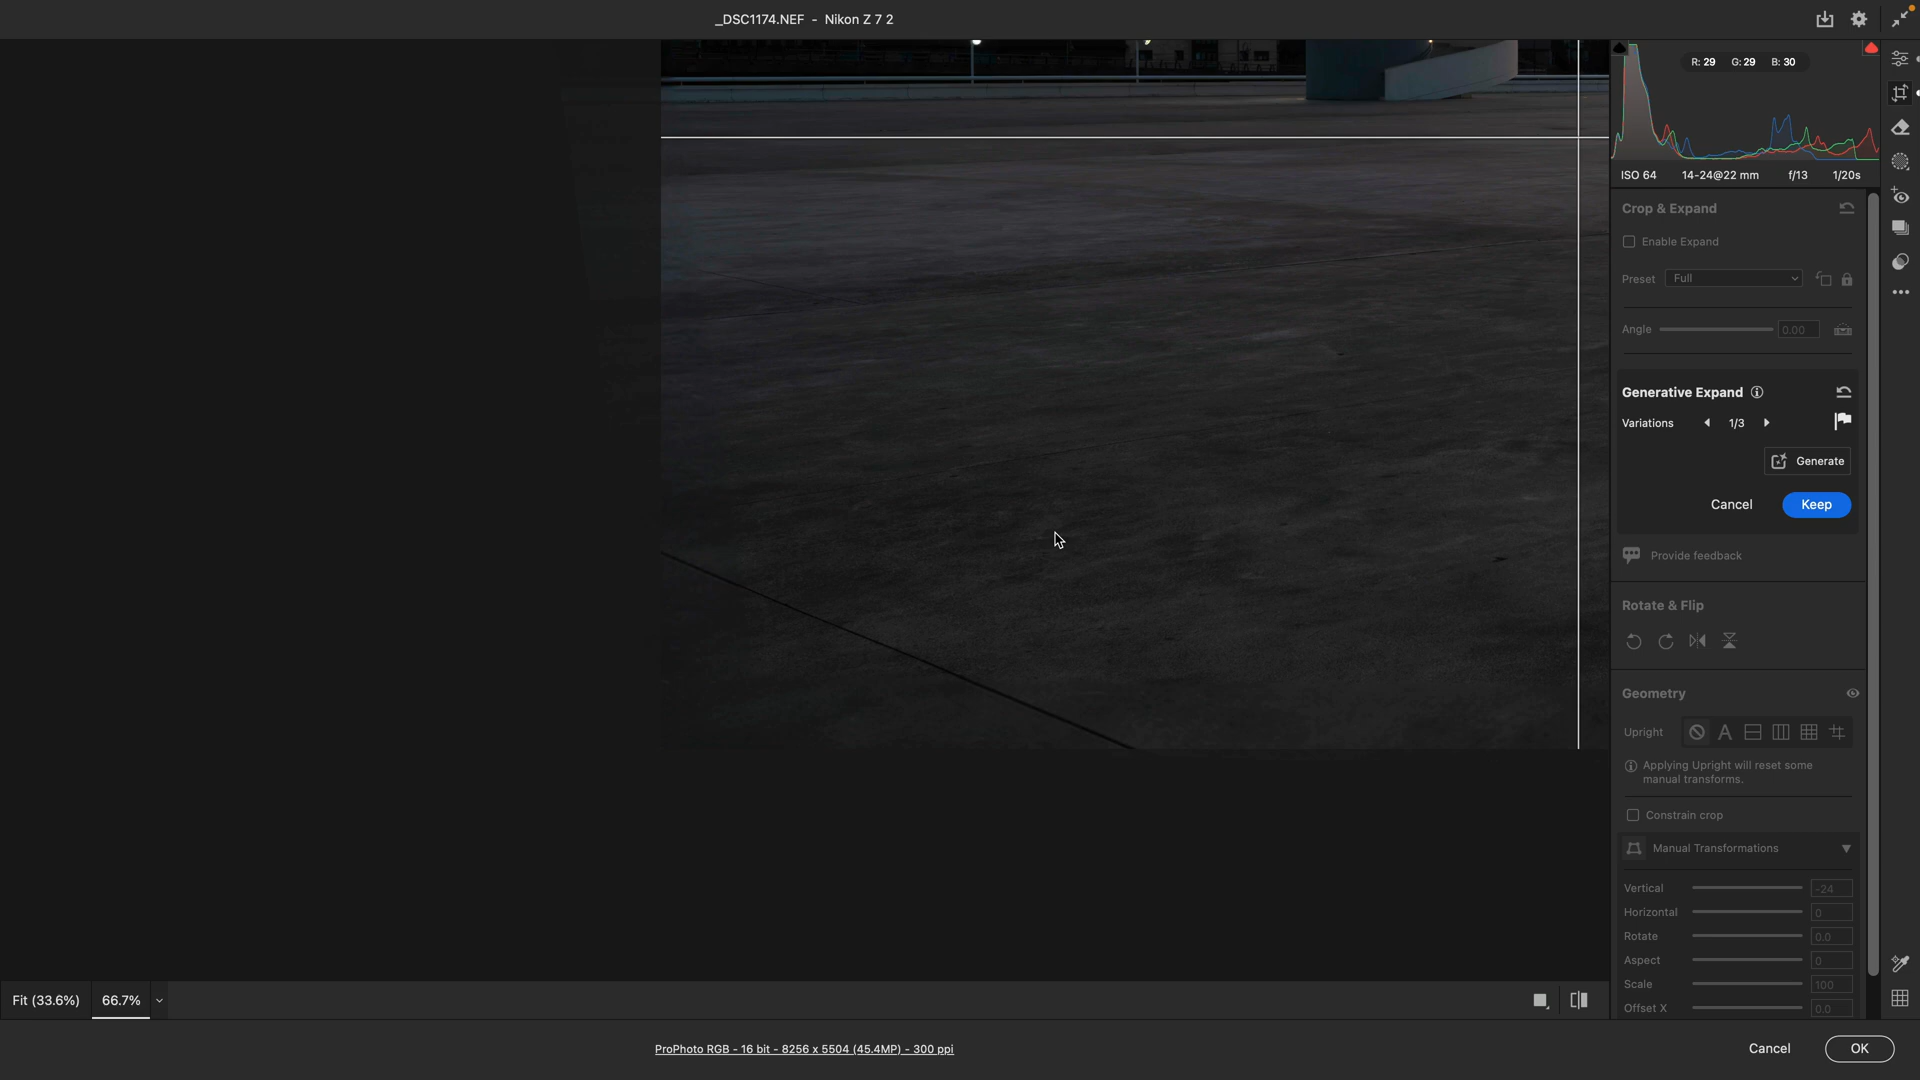 _DSC1174.NEF - Nikon Z 7 2
R: 29 G: 29 B: 30
ISO 64 14-24@22 mm f/13 1/20s
Crop & Expand
Enable Expand
Preset Full
Angle 0.00
Generative Expand
Variations 1/3
Generate
Cancel Keep
Provide feedback
Rotate & Flip
Geometry
Upright A
Applying Upright will reset some
manual transforms.
Constrain crop
Manual Transformations
Vertical -24
Horizontal 0
Rotate 0.0
Aspect 0
Scale 100
Offset X 0.0
Fit (33.6%) 66.7%
ProPhoto RGB - 16 bit - 8256 x 5504 (45.4MP) - 300 ppi
Cancel OK